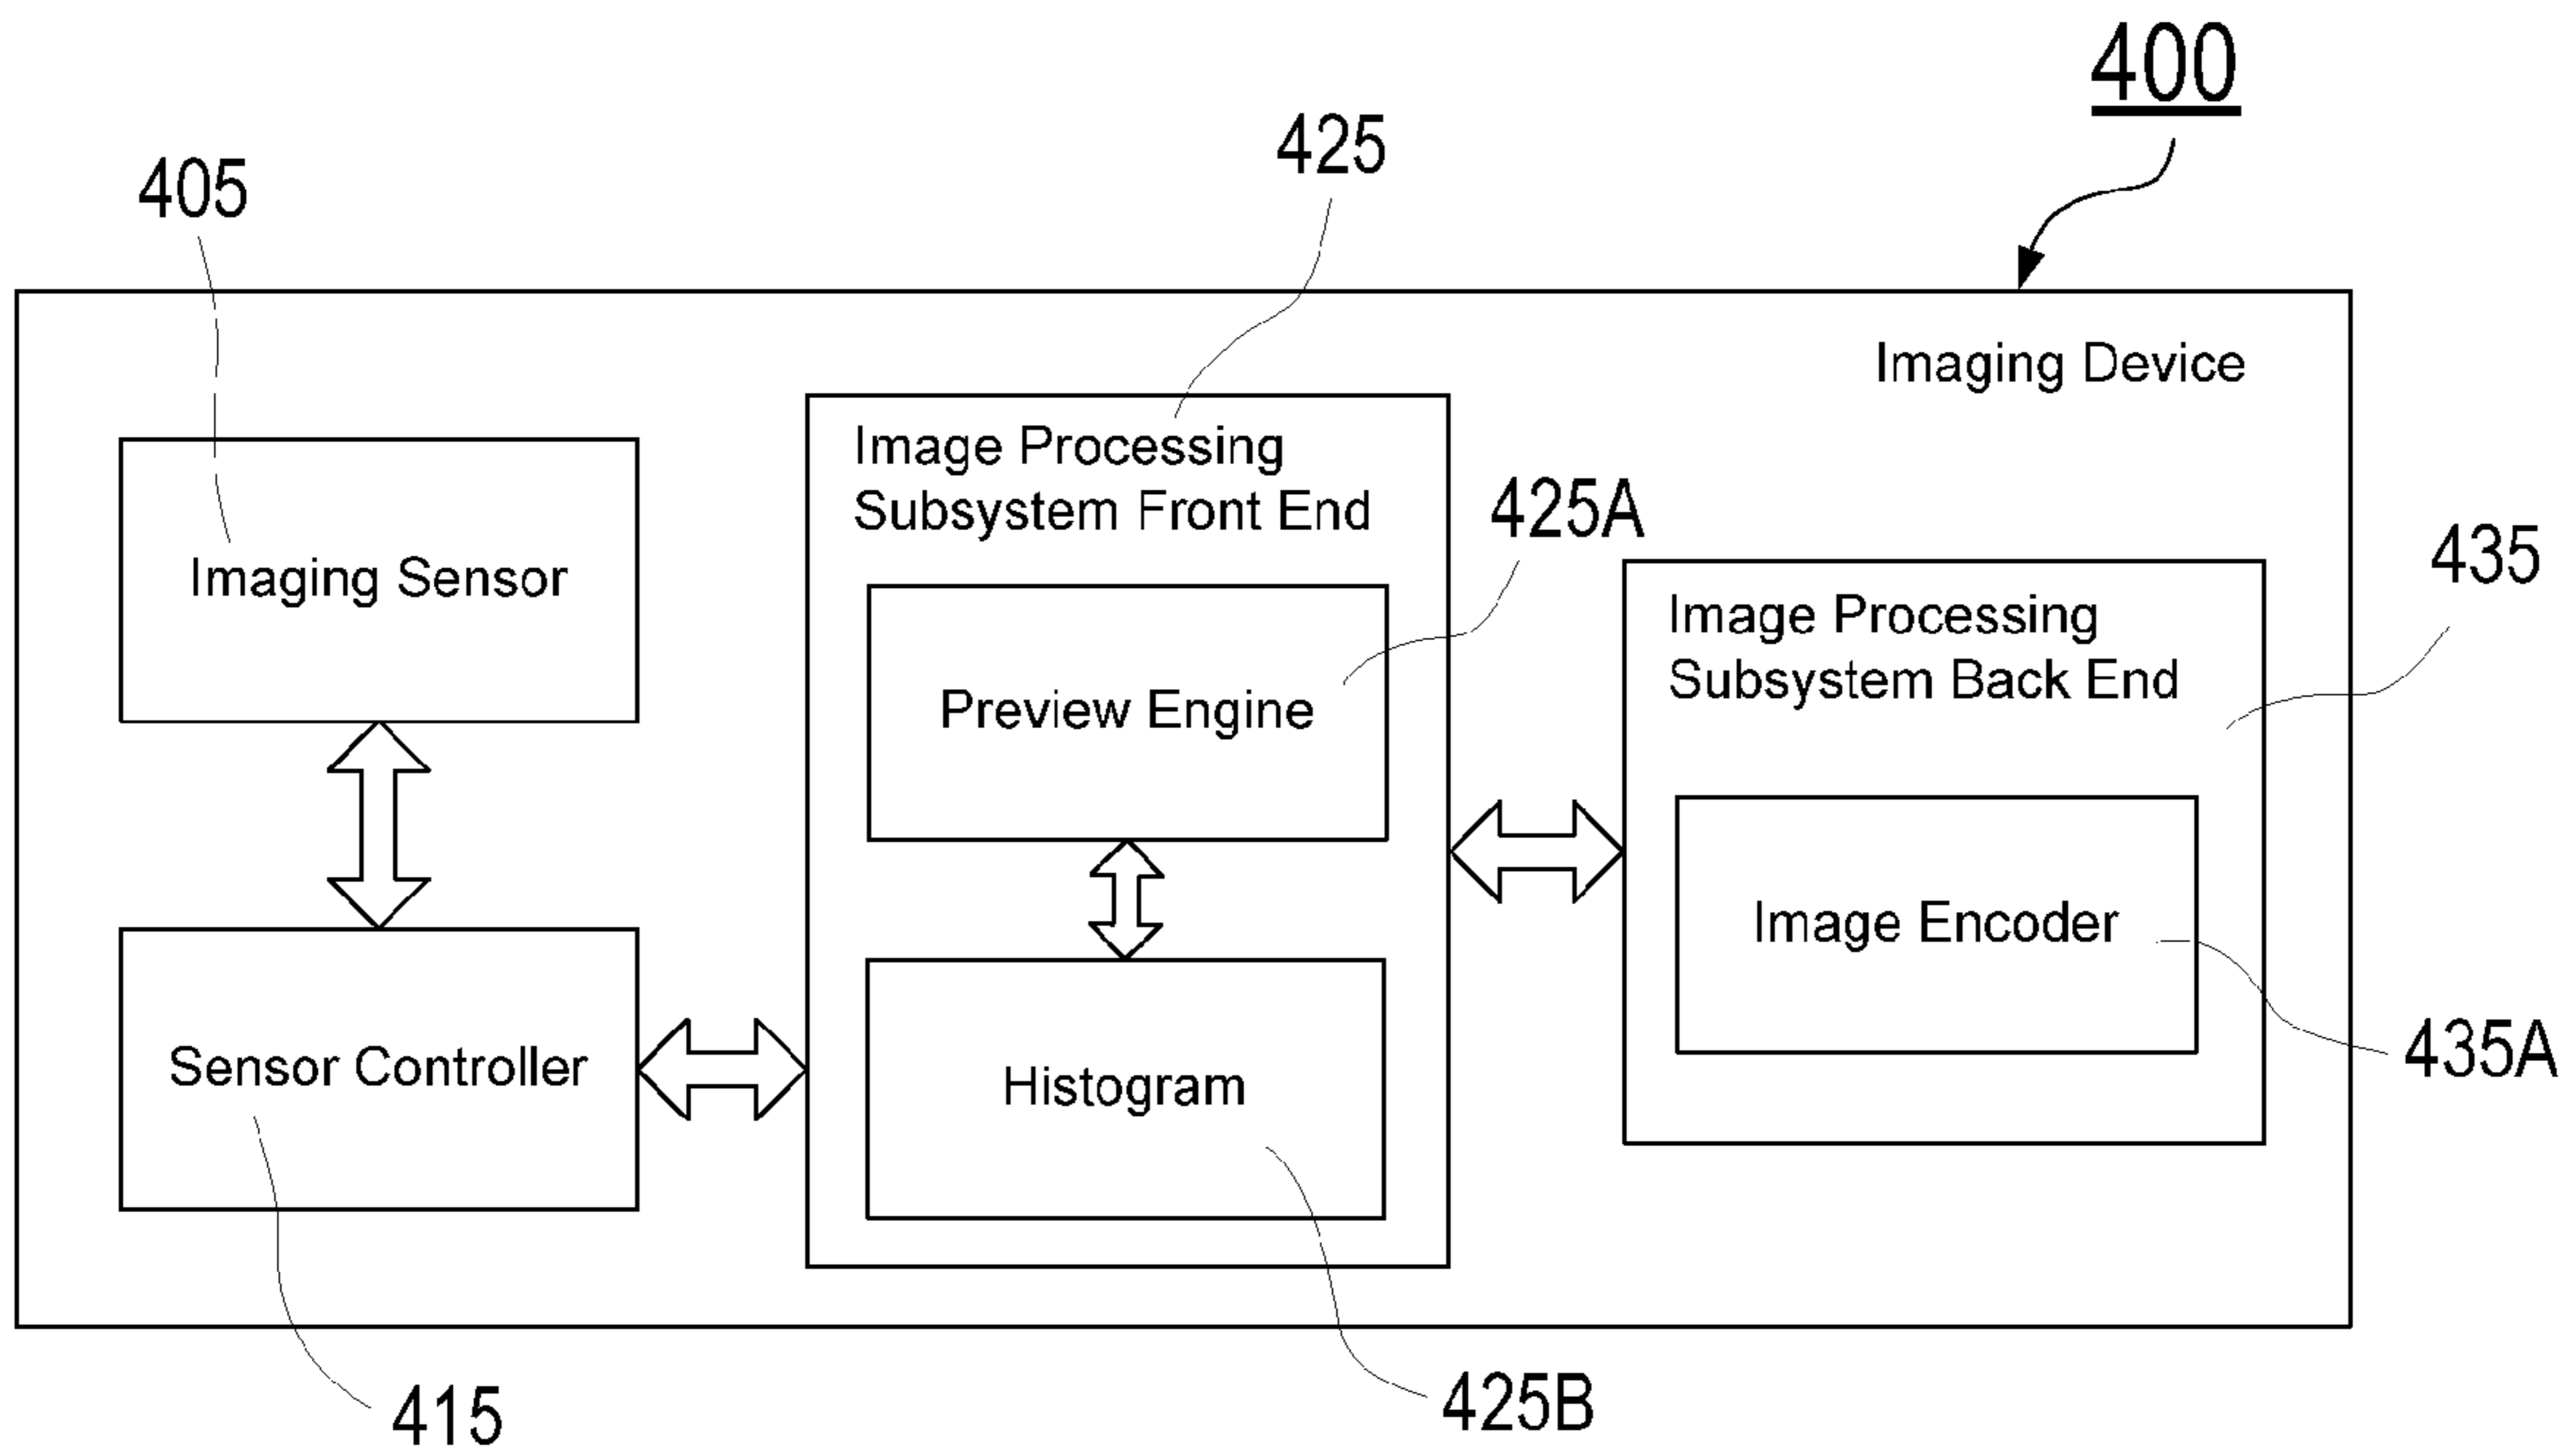 400
425
405
Imaging Device
Image Processing
Subsystem Front End
425A
435
Imaging Sensor
Image Processing
Subsystem Back End
Preview Engine
Image Encoder
Sensor Controller
Histogram
435A
425B
415